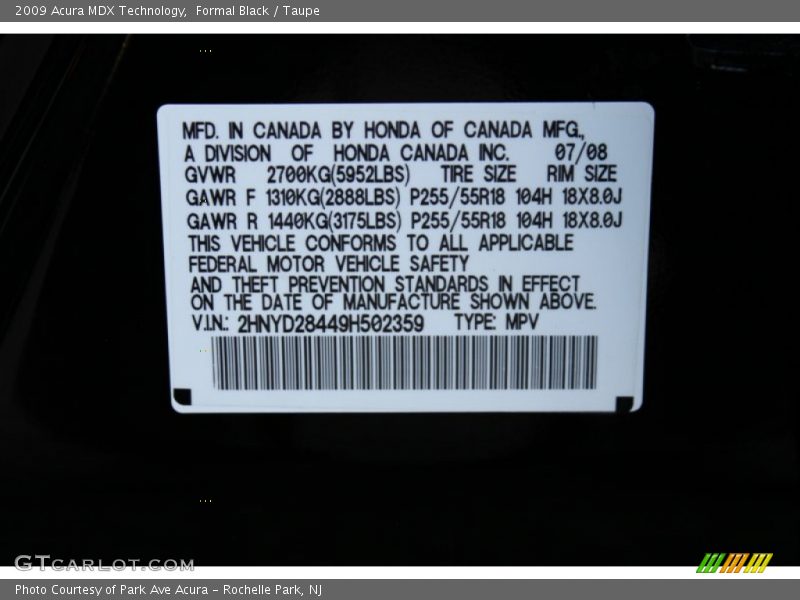 2009 Acura MDX Technology,  Formal Black / Taupe
MFD. IN CANADA BY HONDA OF CANADA MFG.,
A DIVISION OF HONDA CANADA INC. 07/08
GVWR 2700KG(5952LBS) TIRE SIZE RIM SIZE
GAWR F 1310KG(2888LBS) P255/55R18 104H 18X8.0J
GAWR R 1440KG(3175LBS) P255/55R18 104H 18X8.0J
THIS VEHICLE CONFORMS TO ALL APPLICABLE
FEDERAL MOTOR VEHICLE SAFETY
AND THEFT PREVENTION STANDARDS IN EFFECT
ON THE DATE OF MANUFACTURE SHOWN ABOVE.
V.I.N.: 2HNYD28449H502359 TYPE: MPV
GTCARLOT.COM
Photo Courtesy of Park Ave Acura - Rochelle Park, NJ